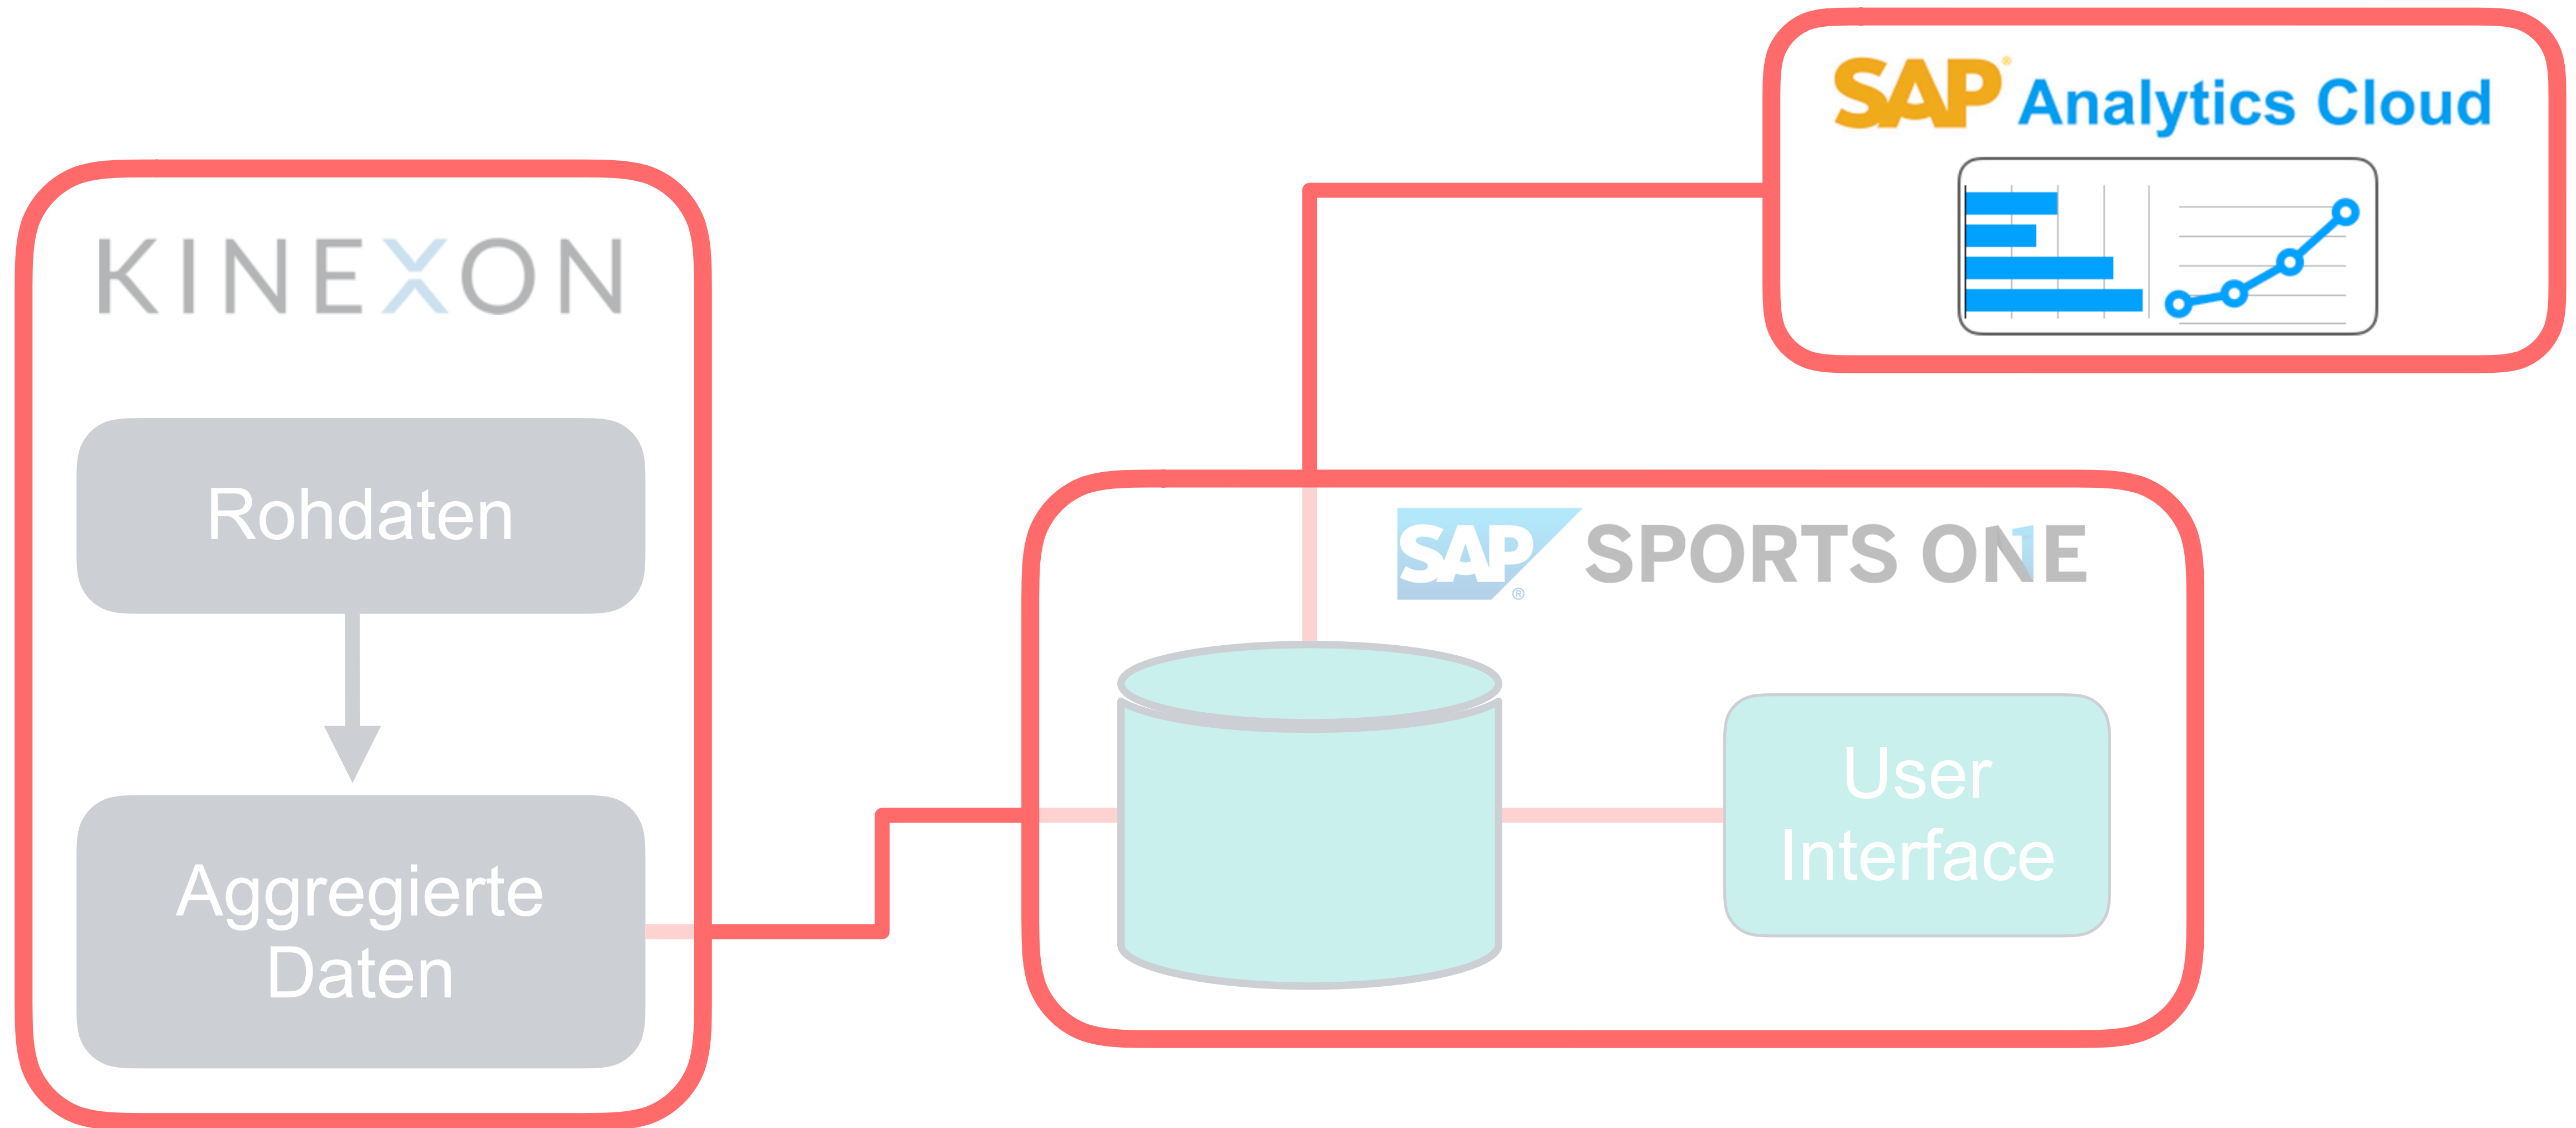 SAP® Analytics Cloud
KINEXON
Rohdaten
SAP® SPORTS ONE
User
Interface
Aggregierte
Daten